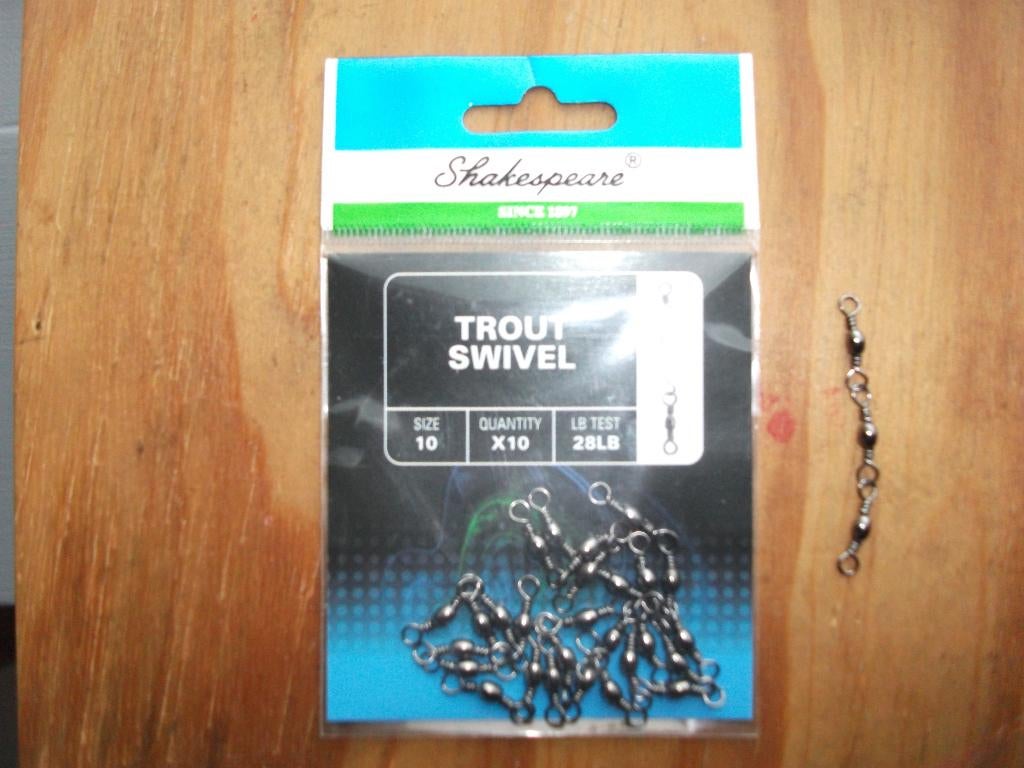 Shakespeare®
SINCE 1897
TROUT
SWIVEL
SIZE QUANTITY LB TEST
10 X10 28LB